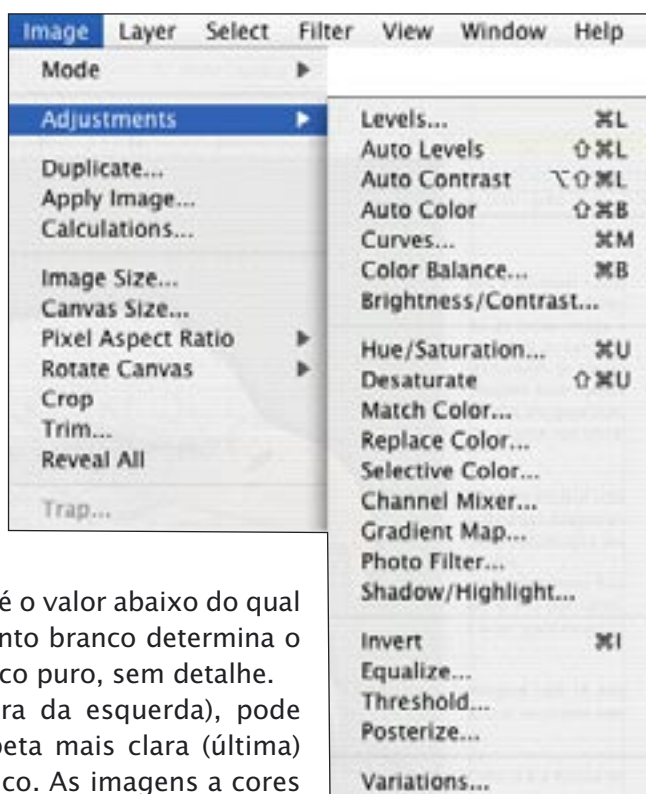 Image Layer Select Filter View Window Help
Mode
Adjustments
Duplicate...
Apply Image...
Calculations...
Image Size...
Canvas Size...
Pixel Aspect Ratio
Rotate Canvas
Crop
Trim...
Reveal All
Trap...
Levels... ⌘L
Auto Levels ⇧⌘L
Auto Contrast ⌥⇧⌘L
Auto Color ⇧⌘B
Curves... ⌘M
Color Balance... ⌘B
Brightness/Contrast...
Hue/Saturation... ⌘U
Desaturate ⇧⌘U
Match Color...
Replace Color...
Selective Color...
Channel Mixer...
Gradient Map...
Photo Filter...
Shadow/Highlight...
Invert ⌘I
Equalize...
Threshold...
Posterize...
Variations...
é o valor abaixo do qual
nto branco determina o
co puro, sem detalhe.
ra da esquerda), pode
peta mais clara (última)
ico. As imagens a cores